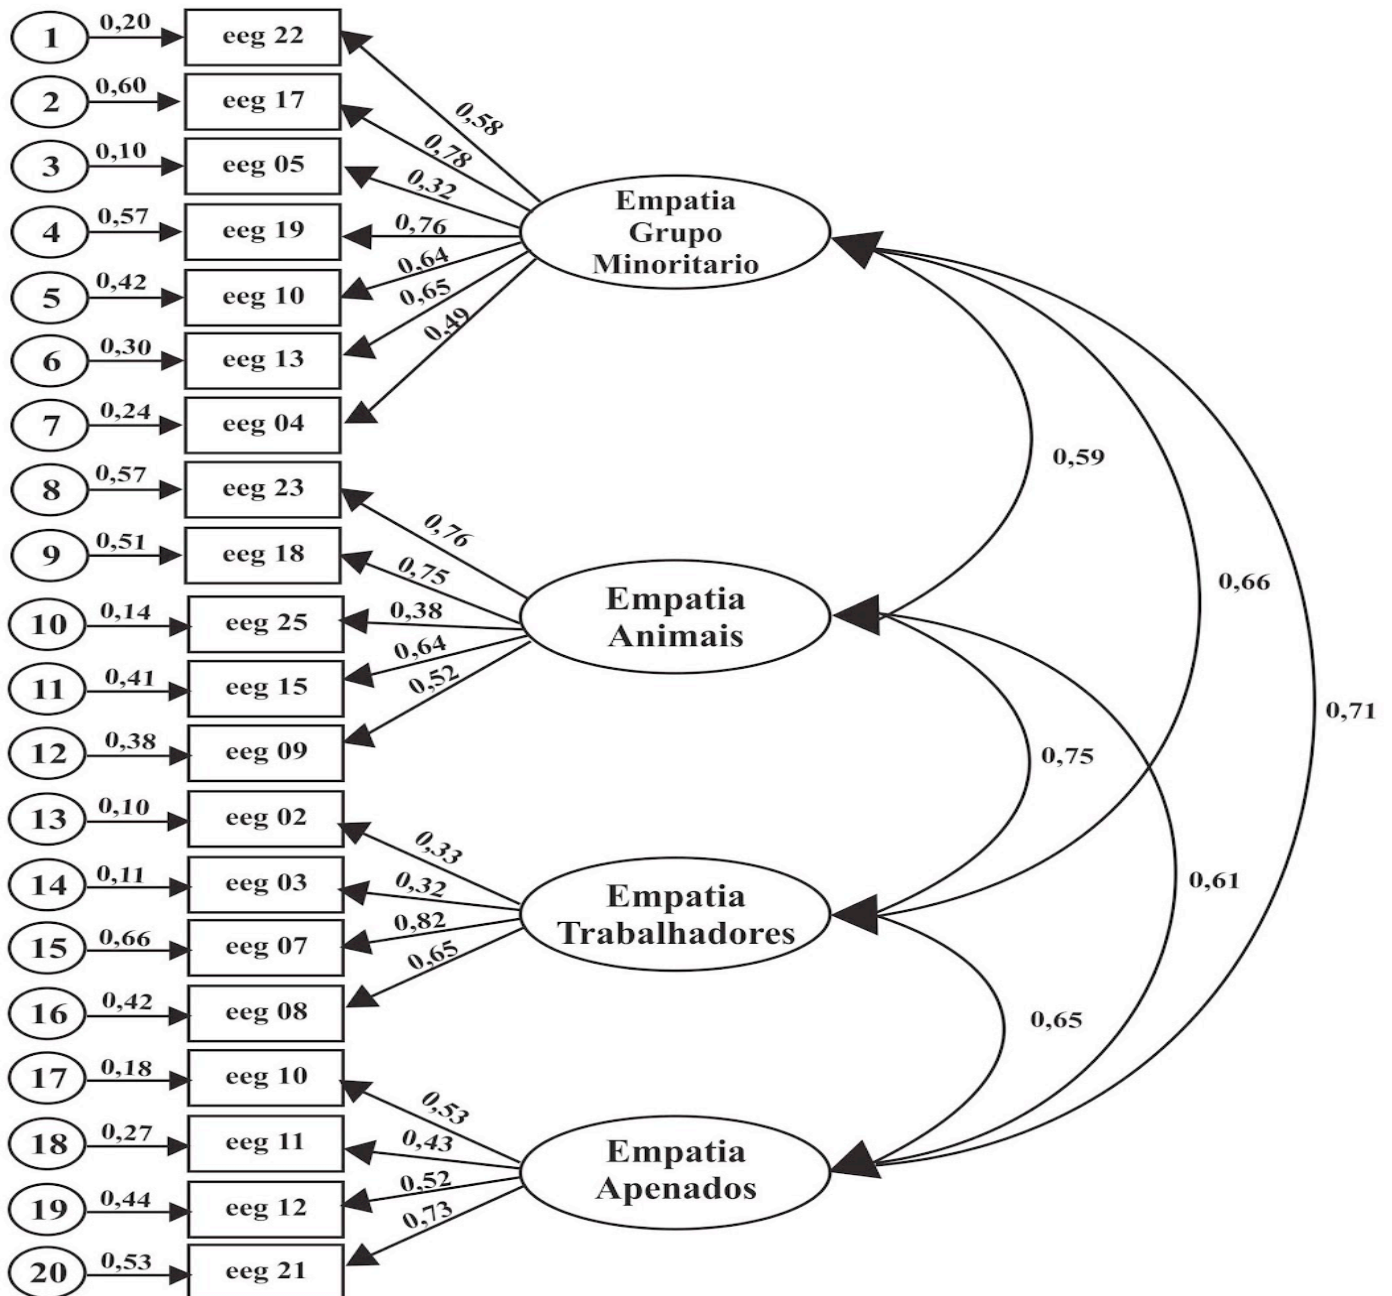 1 0,20 eeg 22
2 0,60 eeg 17
3 0,10 eeg 05
4 0,57 eeg 19
5 0,42 eeg 10
6 0,30 eeg 13
7 0,24 eeg 04
0,58
0,78
0,32
0,76
0,64
0,65
0,49
Empatia
Grupo
Minoritario
8 0,57 eeg 23
9 0,51 eeg 18
10 0,14 eeg 25
11 0,41 eeg 15
12 0,38 eeg 09
0,76
0,75
0,38
0,64
0,52
Empatia
Animais
13 0,10 eeg 02
14 0,11 eeg 03
15 0,66 eeg 07
16 0,42 eeg 08
0,33
0,32
0,82
0,65
Empatia
Trabalhadores
17 0,18 eeg 10
18 0,27 eeg 11
19 0,44 eeg 12
20 0,53 eeg 21
0,53
0,43
0,52
0,73
Empatia
Apenados
0,59
0,66
0,71
0,75
0,61
0,65